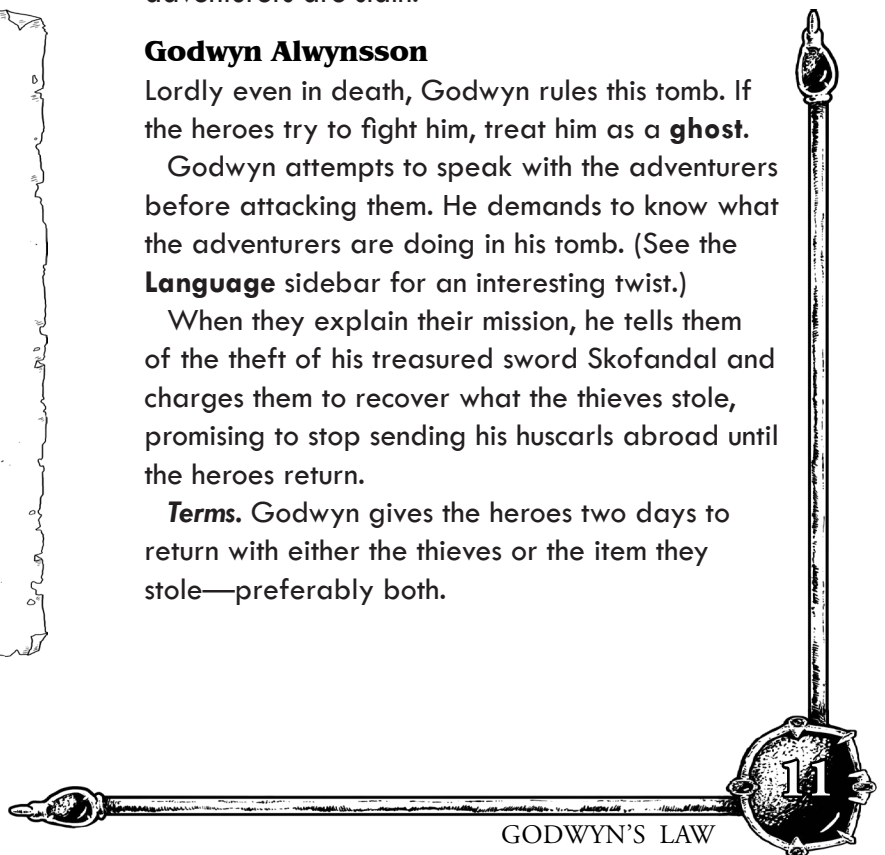 Godwyn Alwynsson
Lordly even in death, Godwyn rules this tomb. If
the heroes try to fight him, treat him as a ghost.
Godwyn attempts to speak with the adventurers
before attacking them. He demands to know what
the adventurers are doing in his tomb. (See the
Language sidebar for an interesting twist.)
When they explain their mission, he tells them
of the theft of his treasured sword Skofandal and
charges them to recover what the thieves stole,
promising to stop sending his huscarls abroad until
the heroes return.
Terms. Godwyn gives the heroes two days to
return with either the thieves or the item they
stole—preferably both.
11
GODWYN'S LAW